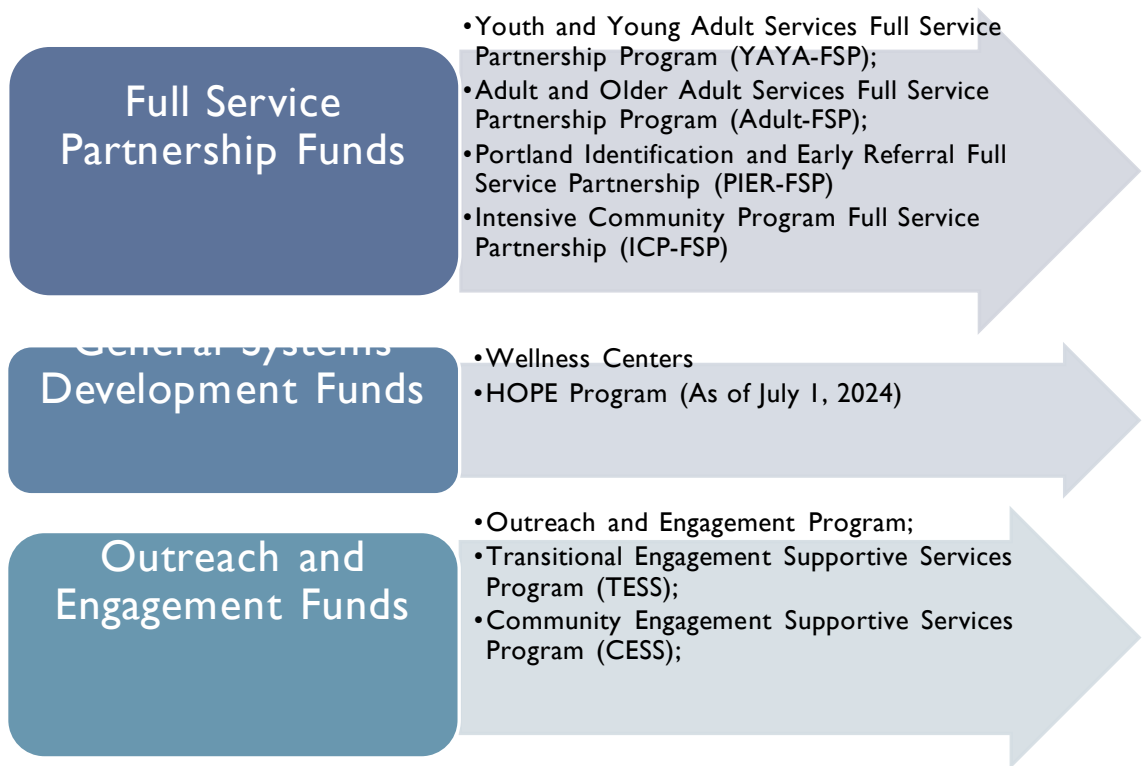 Full Service
Partnership Funds
•Youth and Young Adult Services Full Service
Partnership Program (YAYA-FSP);
•Adult and Older Adult Services Full Service
Partnership Program (Adult-FSP);
•Portland Identification and Early Referral Full
Service Partnership (PIER-FSP)
•Intensive Community Program Full Service
Partnership (ICP-FSP)
General Systems
Development Funds
•Wellness Centers
•HOPE Program (As of July 1, 2024)
Outreach and
Engagement Funds
•Outreach and Engagement Program;
•Transitional Engagement Supportive Services
Program (TESS);
•Community Engagement Supportive Services
Program (CESS);